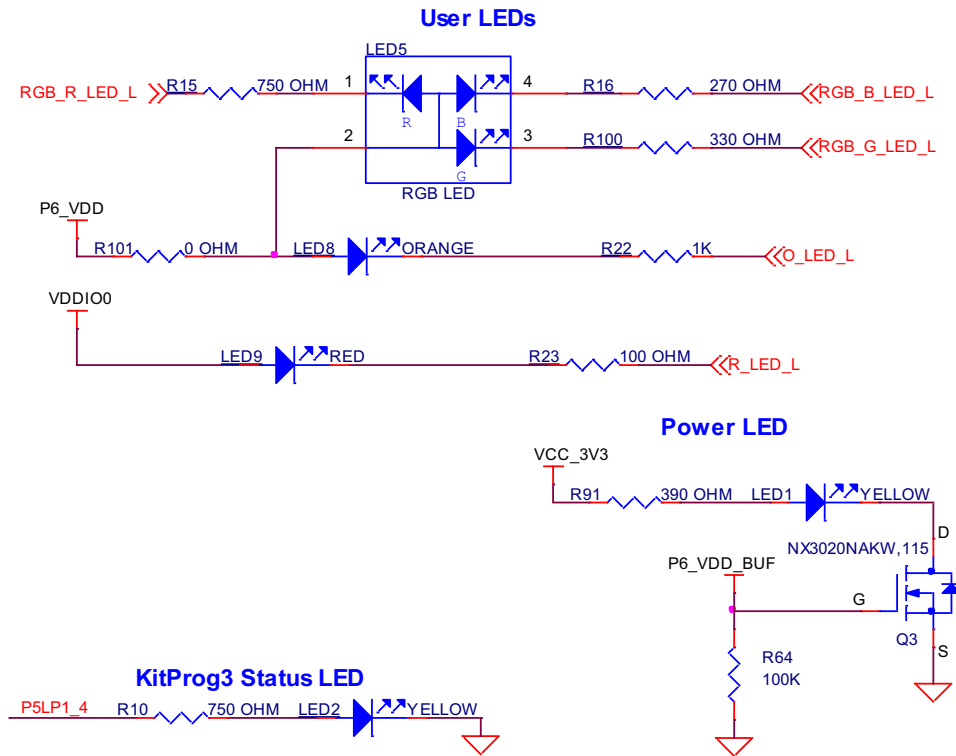 User LEDs
LED5
RGB_R_LED_L R15 750 OHM 1 4 R16 270 OHM RGB_B_LED_L
R B
2 3 R100 330 OHM RGB_G_LED_L
G
RGB LED
P6_VDD
R101 0 OHM LED8 ORANGE R22 1K O_LED_L
VDDIO0
LED9 RED R23 100 OHM R_LED_L
Power LED
VCC_3V3
R91 390 OHM LED1 YELLOW
D
NX3020NAKW,115
P6_VDD_BUF
G
Q3
S
R64
100K
KitProg3 Status LED
P5LP1_4 R10 750 OHM LED2 YELLOW